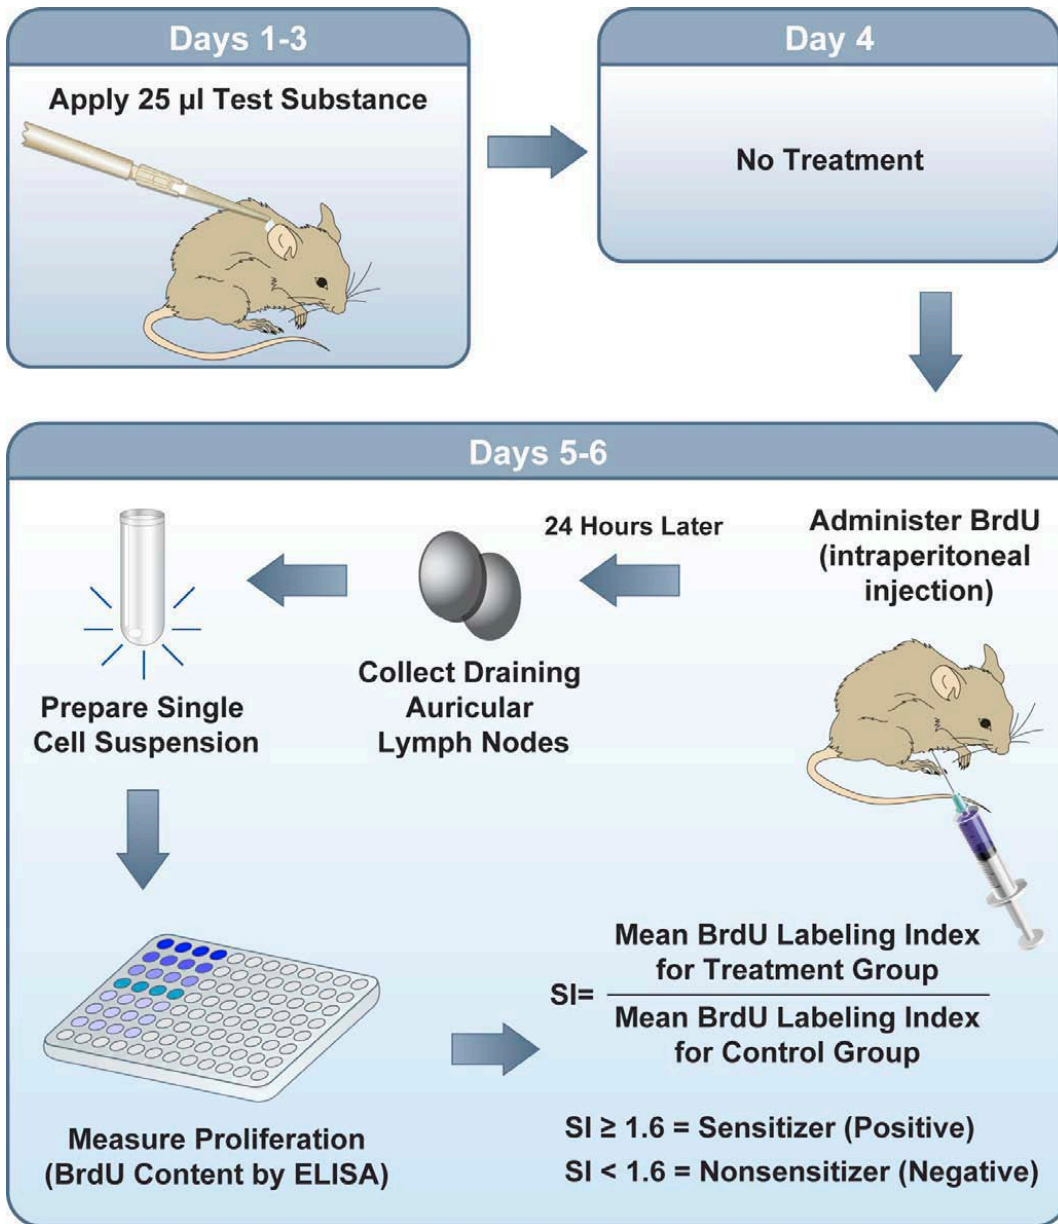 Days 1-3
Apply 25 µl Test Substance
Day 4
No Treatment
Days 5-6
Administer BrdU
(intraperitoneal
injection)
24 Hours Later
Collect Draining
Auricular
Lymph Nodes
Prepare Single
Cell Suspension
Measure Proliferation
(BrdU Content by ELISA)
SI=
Mean BrdU Labeling Index
for Treatment Group
Mean BrdU Labeling Index
for Control Group
SI ≥ 1.6 = Sensitizer (Positive)
SI < 1.6 = Nonsensitizer (Negative)